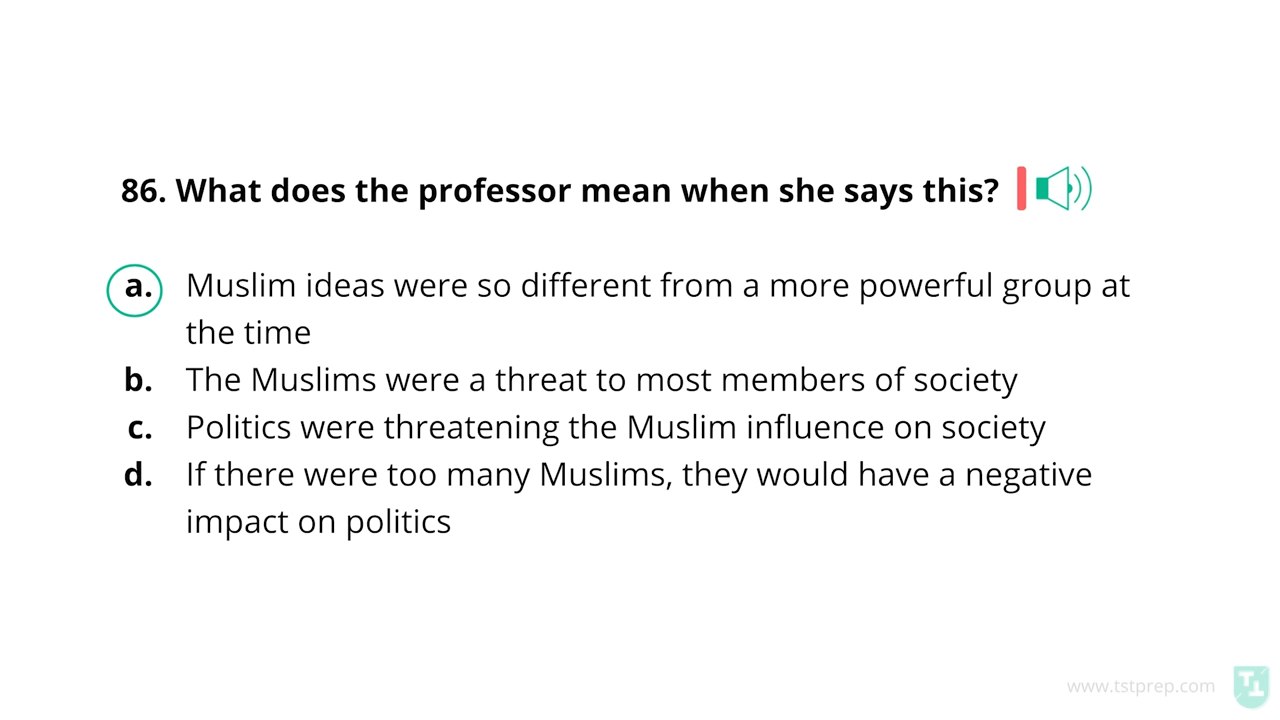 86. What does the professor mean when she says this?
a. Muslim ideas were so different from a more powerful group at
the time
b. The Muslims were a threat to most members of society
c. Politics were threatening the Muslim influence on society
d. If there were too many Muslims, they would have a negative
impact on politics
www.tstprep.com